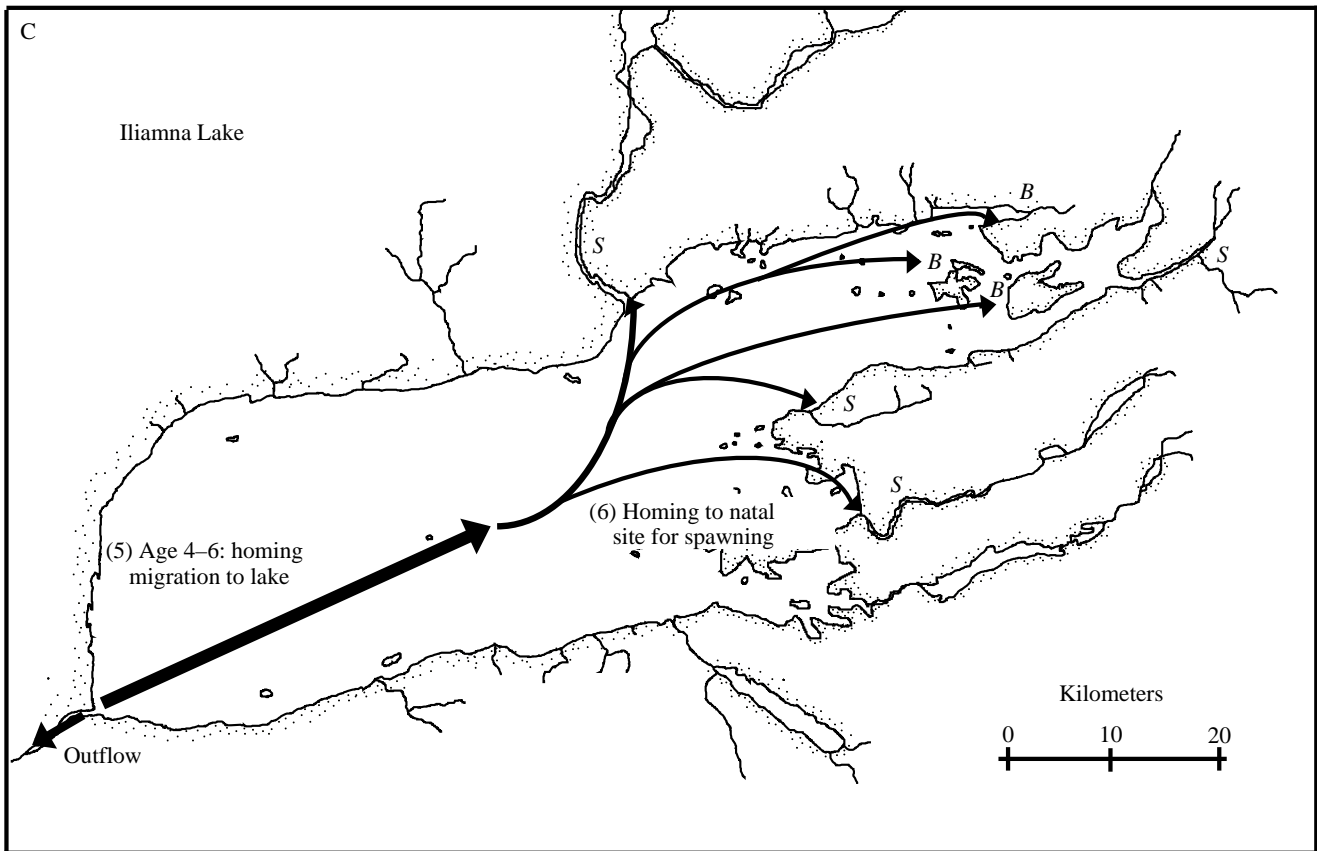 C
Iliamna Lake
B
S
S
B
B
S
S
(6) Homing to natal
site for spawning
(5) Age 4–6: homing
migration to lake
Kilometers
0 10 20
Outflow